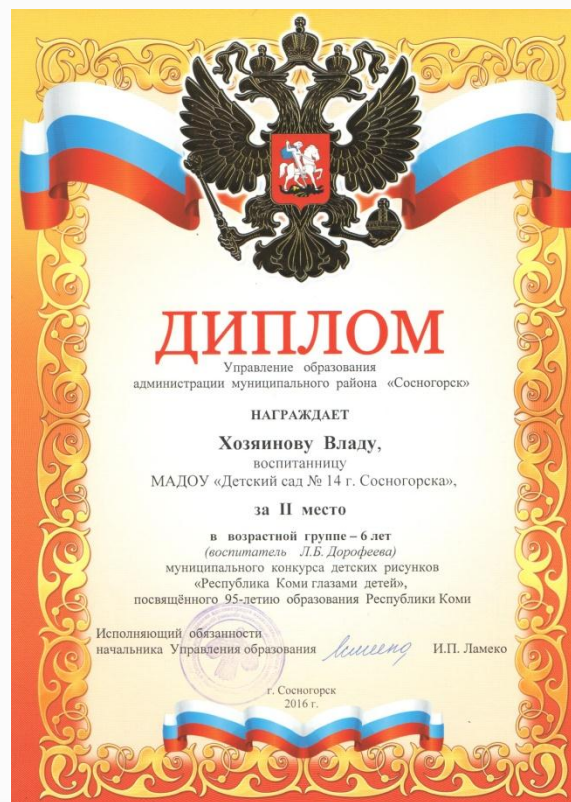 ДИПЛОМ
Управление образования
администрации муниципального района «Сосногорск»
НАГРАЖДАЕТ
Хозяинову Владу,
воспитанницу
МАДОУ «Детский сад № 14 г. Сосногорска»,
за II место
в возрастной группе – 6 лет
(воспитатель Л.Б. Дорофеева)
муниципального конкурса детских рисунков
«Республика Коми глазами детей»,
посвящённого 95-летию образования Республики Коми
Исполняющий обязанности
начальника Управления образования И.П. Ламеко
г. Сосногорск
2016 г.